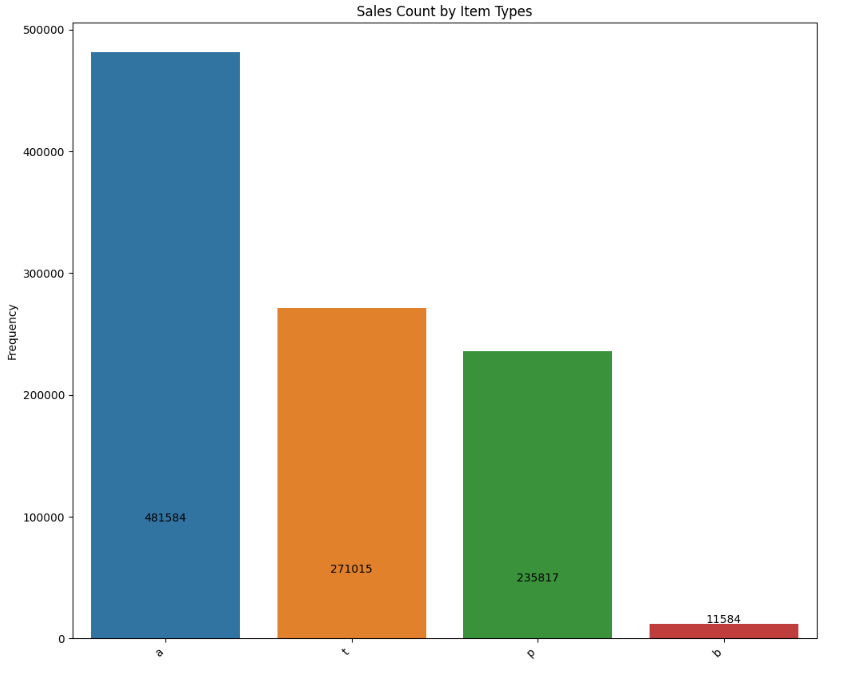 Sales Count by Item Types
500000
400000
300000
200000
100000
0
Frequency
481584
271015
235817
11584
a
t
p
b